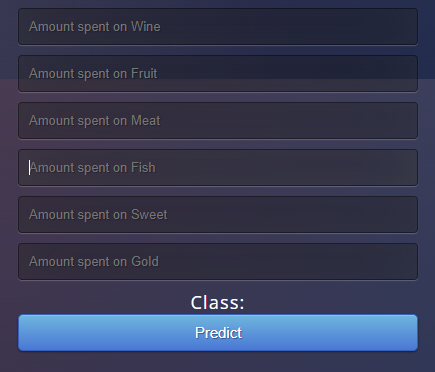 Amount spent on Wine
Amount spent on Fruit
Amount spent on Meat
Amount spent on Fish
Amount spent on Sweet
Amount spent on Gold
Class:
Predict